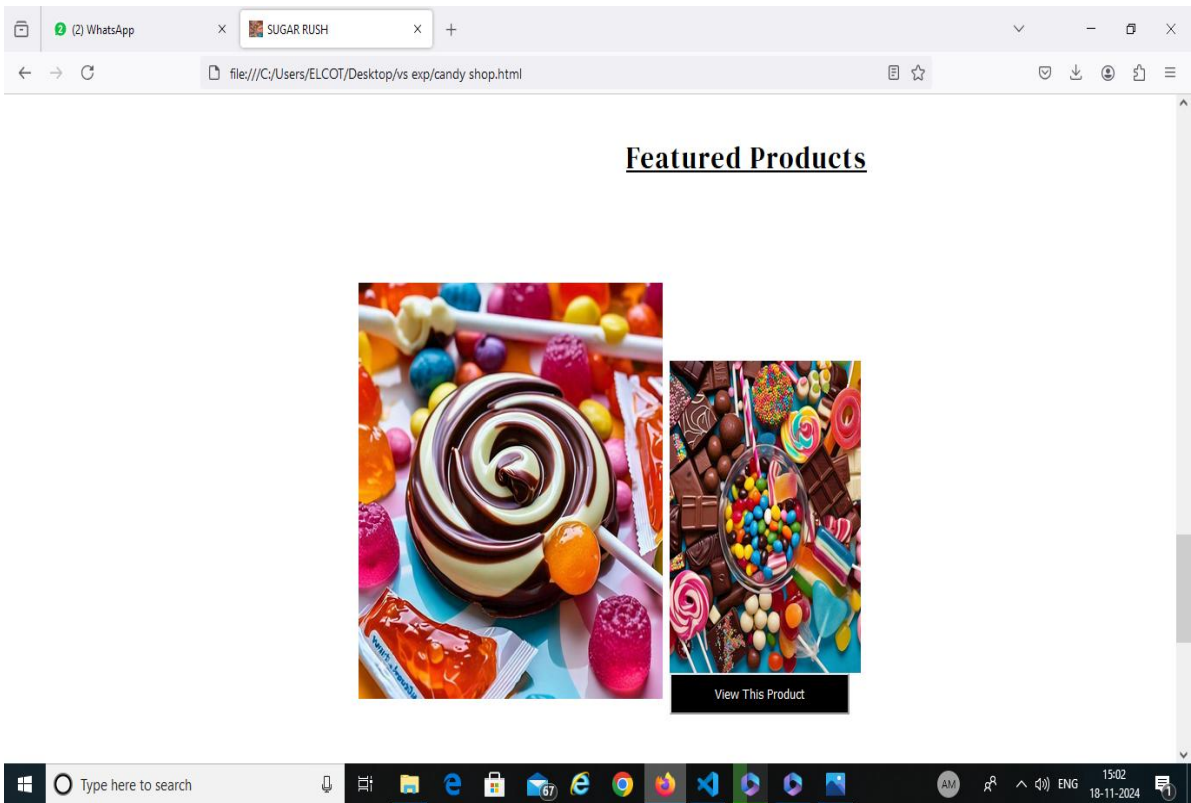 (2) WhatsApp
SUGAR RUSH
file:///C:/Users/ELCOT/Desktop/vs exp/candy shop.html
Featured Products
View This Product
Type here to search
67
AM
ENG
15:02
18-11-2024
1